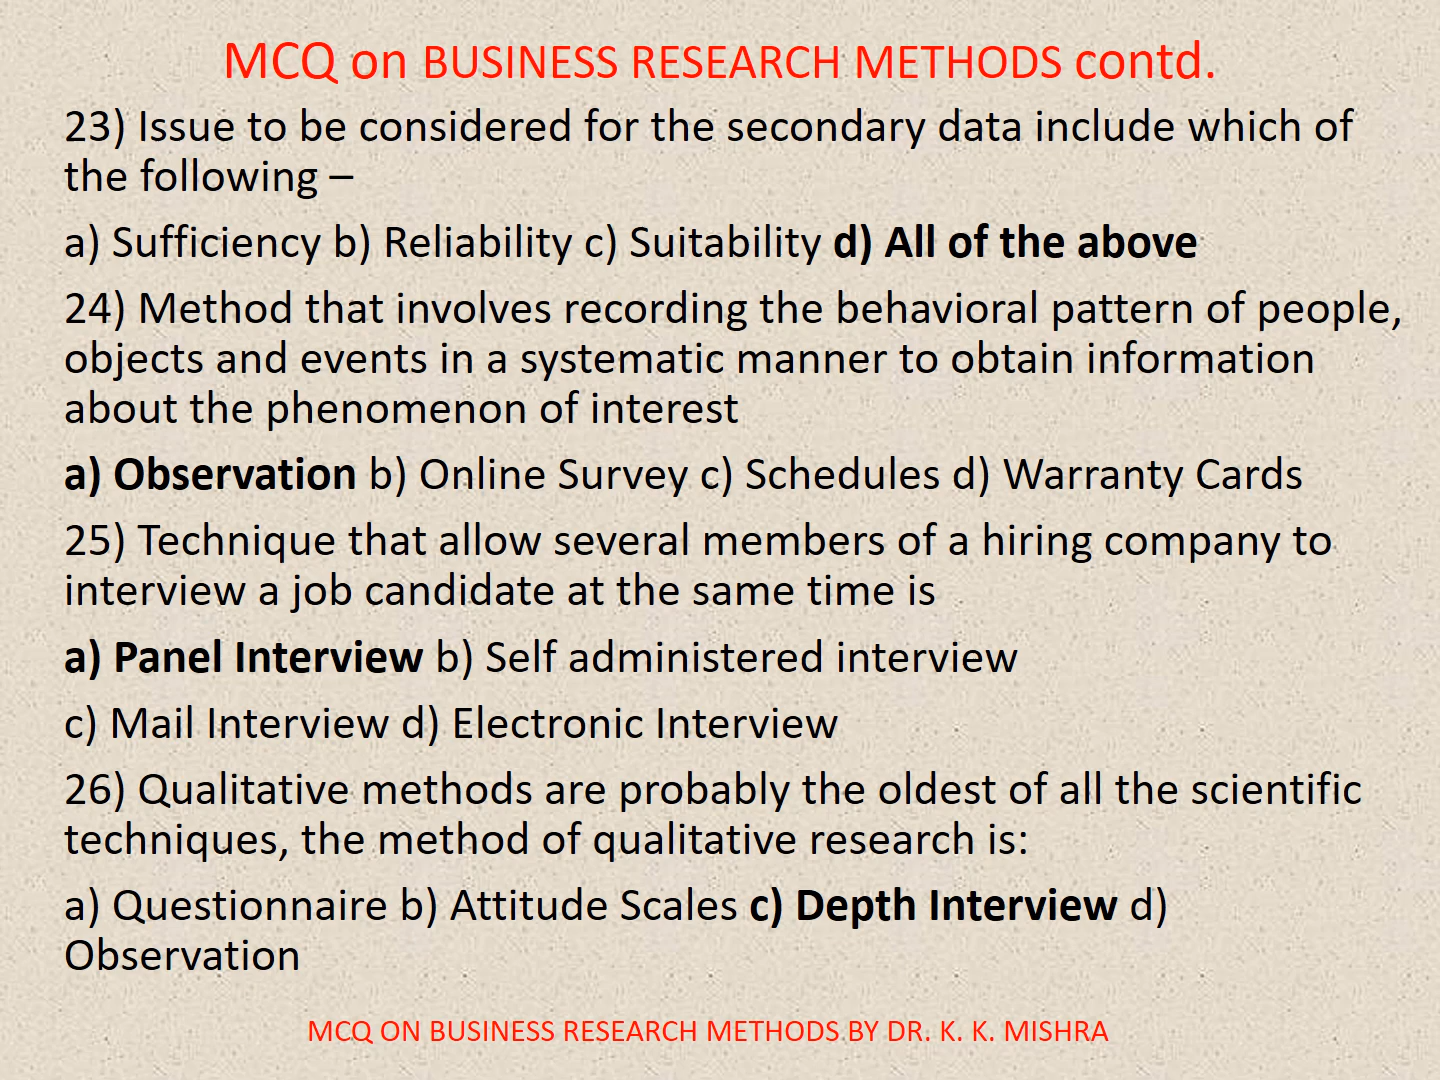 MCQ on BUSINESS RESEARCH METHODS contd.
23) Issue to be considered for the secondary data include which of
the following –
a) Sufficiency b) Reliability c) Suitability d) All of the above
24) Method that involves recording the behavioral pattern of people,
objects and events in a systematic manner to obtain information
about the phenomenon of interest
a) Observation b) Online Survey c) Schedules d) Warranty Cards
25) Technique that allow several members of a hiring company to
interview a job candidate at the same time is
a) Panel Interview b) Self administered interview
c) Mail Interview d) Electronic Interview
26) Qualitative methods are probably the oldest of all the scientific
techniques, the method of qualitative research is:
a) Questionnaire b) Attitude Scales c) Depth Interview d)
Observation
MCQ ON BUSINESS RESEARCH METHODS BY DR. K. K. MISHRA